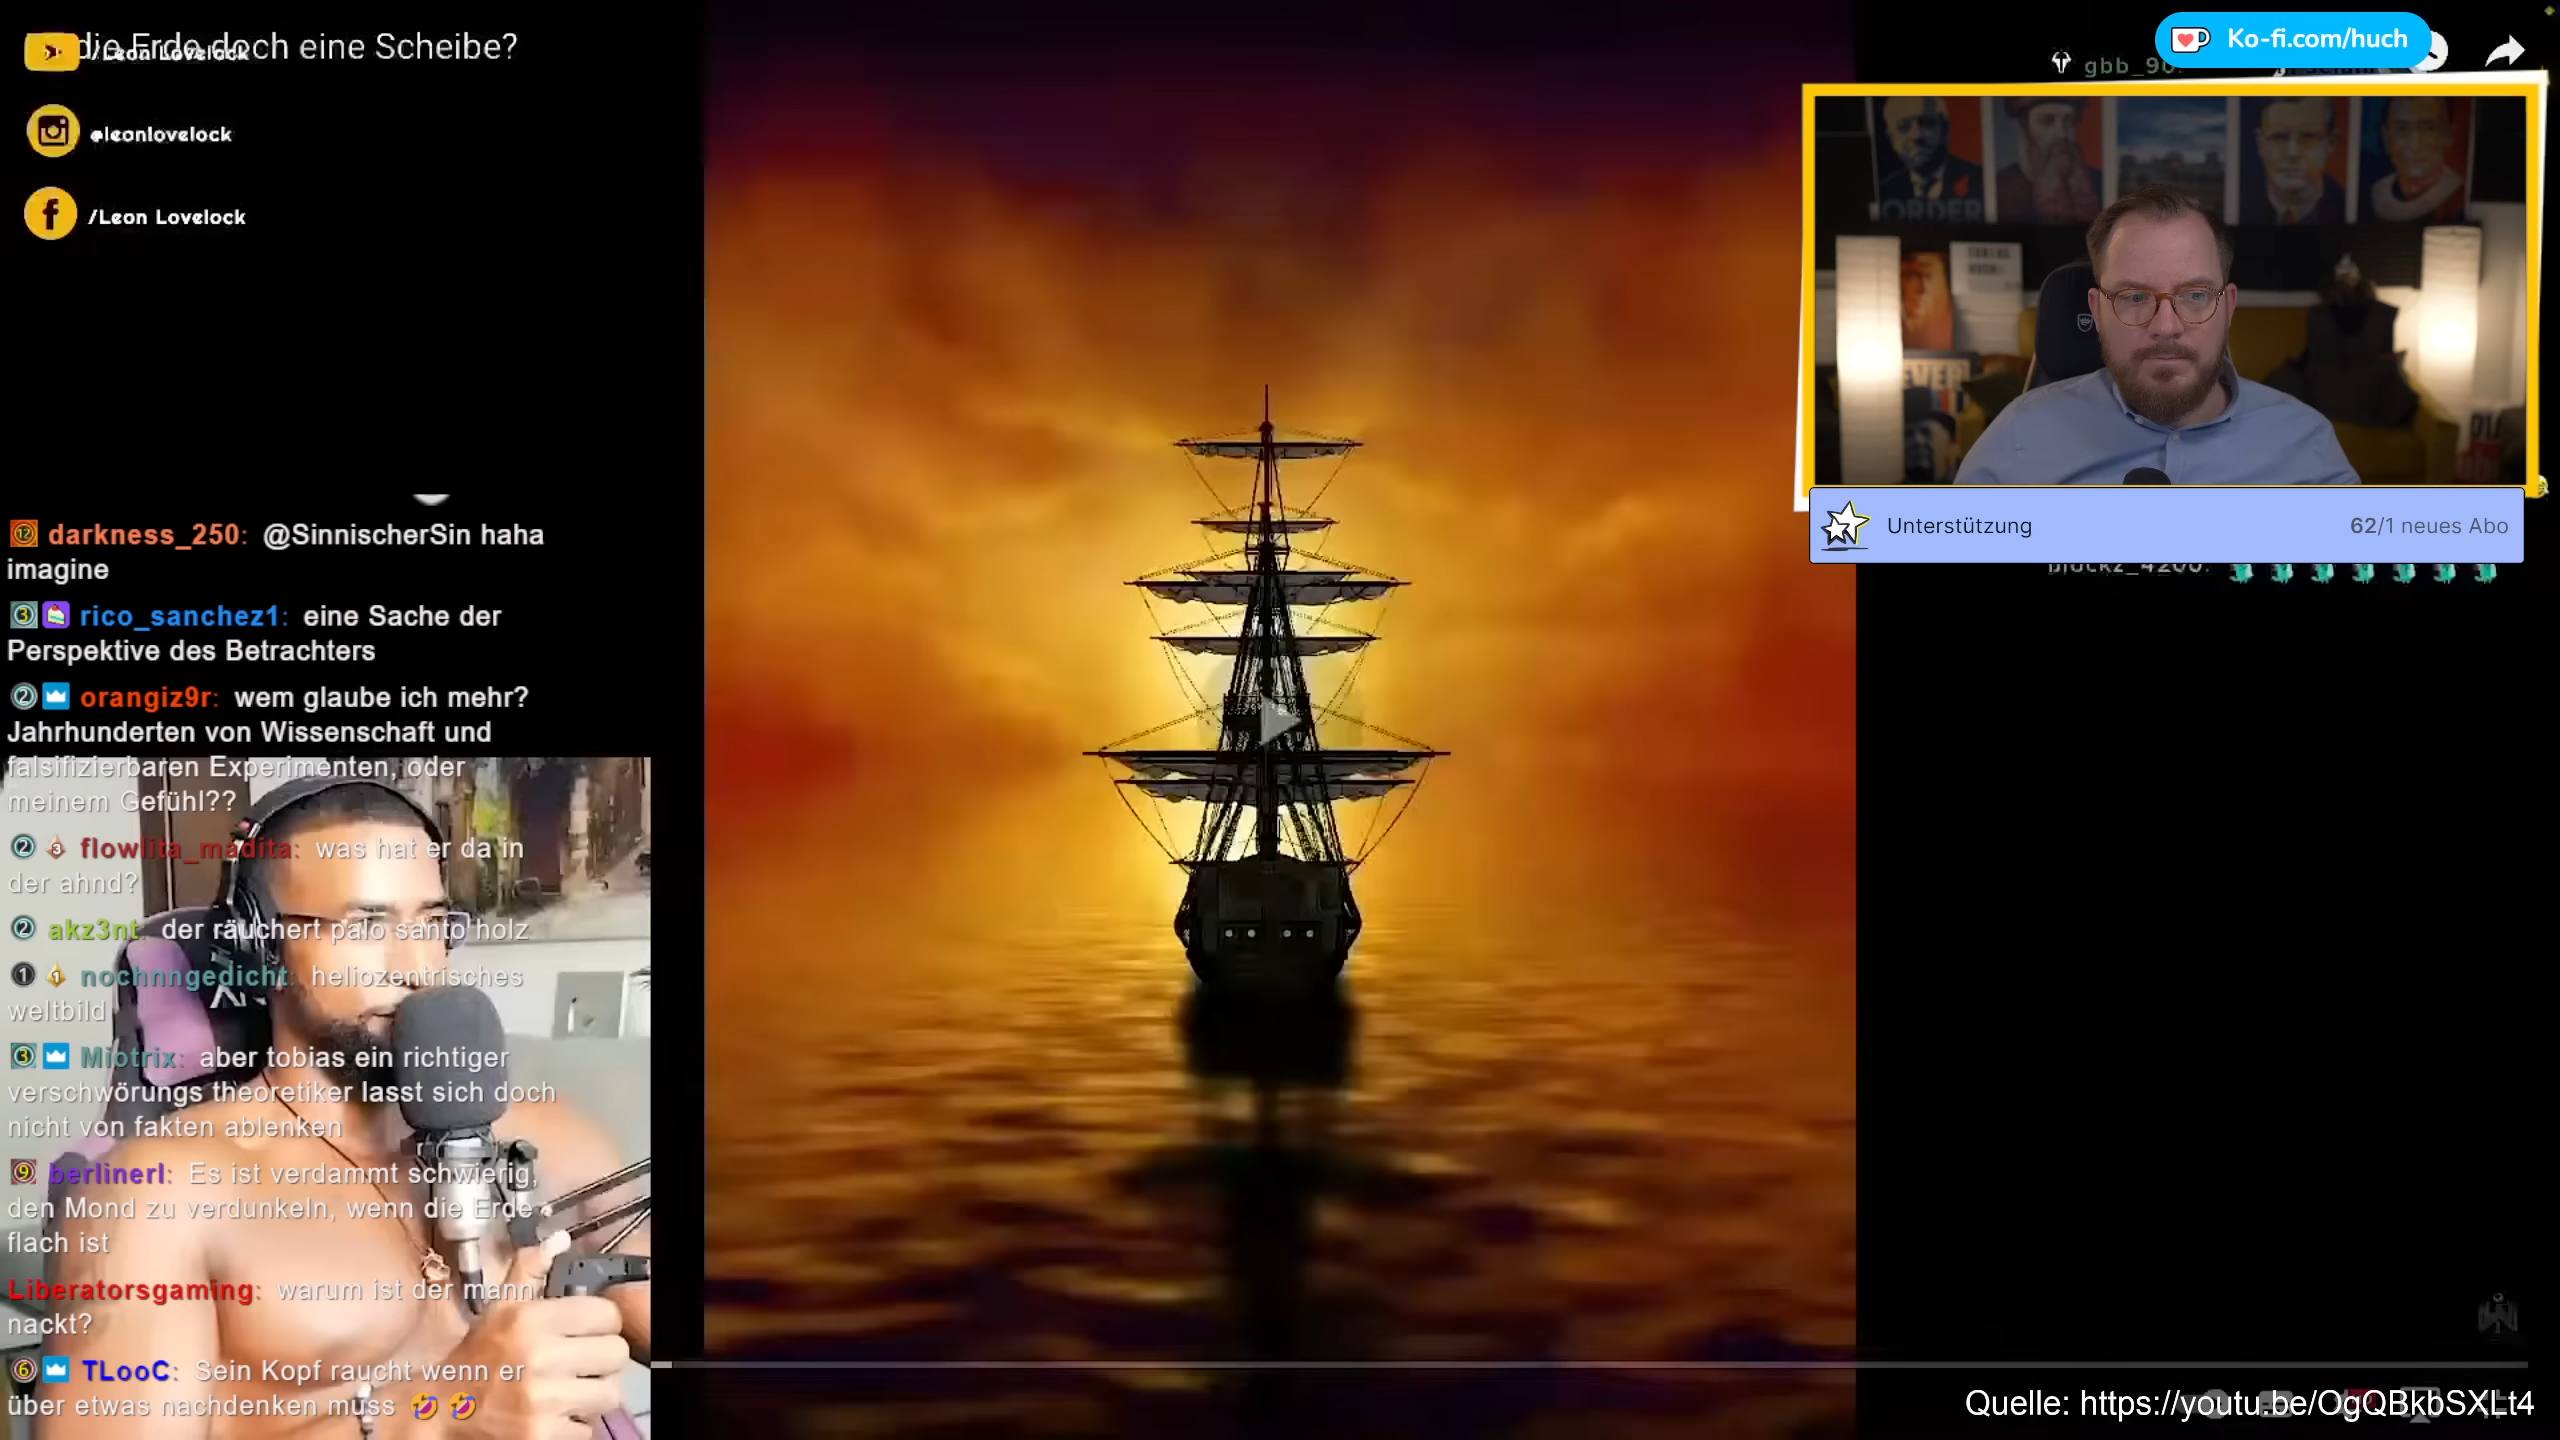 die Erde doch eine Scheibe?
/Leon Lovelock
@leonlovelock
/Leon Lovelock
darkness_250: @SinnischerSin haha
imagine
rico_sanchez1: eine Sache der
Perspektive des Betrachters
orangiz9r: wem glaube ich mehr?
Jahrhunderten von Wissenschaft und
falsifizierbaren Experimenten, oder
meinem Gefühl??
flowlita_madita: was hat er da in
der ahnd?
akz3nt: der räuchert palo santo holz
nochnngedicht: heliozentrisches
weltbild
Miotrix: aber tobias ein richtiger
verschwörungs theoretiker lasst sich doch
nicht von fakten ablenken
berlinerl: Es ist verdammt schwierig,
den Mond zu verdunkeln, wenn die Erde
flach ist
Liberatorsgaming: warum ist der mann
nackt?
TLooC: Sein Kopf raucht wenn er
über etwas nachdenken muss 🤣 🤣
Ko-fi.com/huch
gbb_90:
ORDER
Unterstützung 62/1 neues Abo
Quelle: https://youtu.be/OgQBkbSXLt4